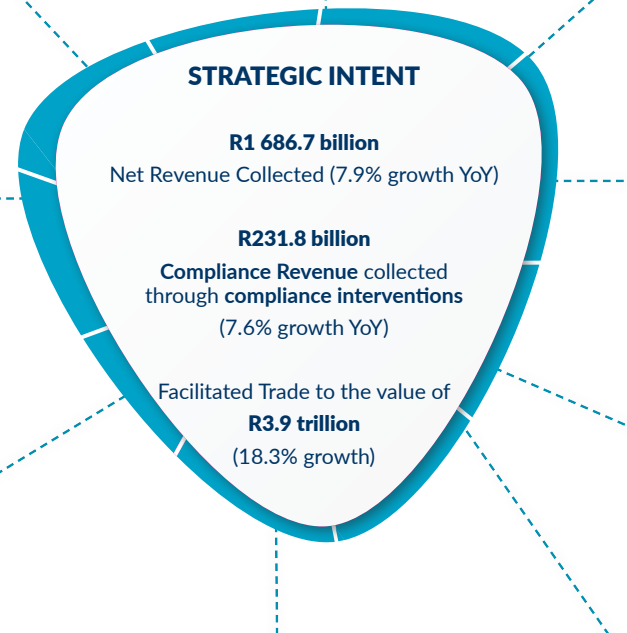 STRATEGIC INTENT
R1 686.7 billion
Net Revenue Collected (7.9% growth YoY)
R231.8 billion
Compliance Revenue collected
through compliance interventions
(7.6% growth YoY)
Facilitated Trade to the value of
R3.9 trillion
(18.3% growth)